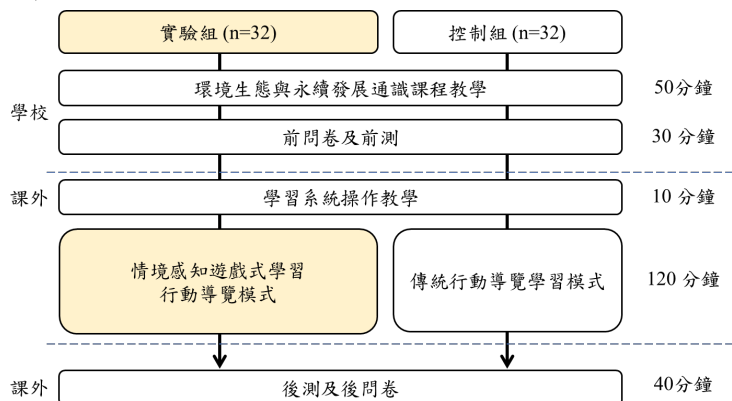 實驗組 (n=32)
控制組 (n=32)
環境生態與永續發展通識課程教學
50分鐘
學校
前問卷及前測
30 分鐘
課外
學習系統操作教學
10 分鐘
情境感知遊戲式學習
行動導覽模式
傳統行動導覽學習模式
120 分鐘
課外
後測及後問卷
40分鐘